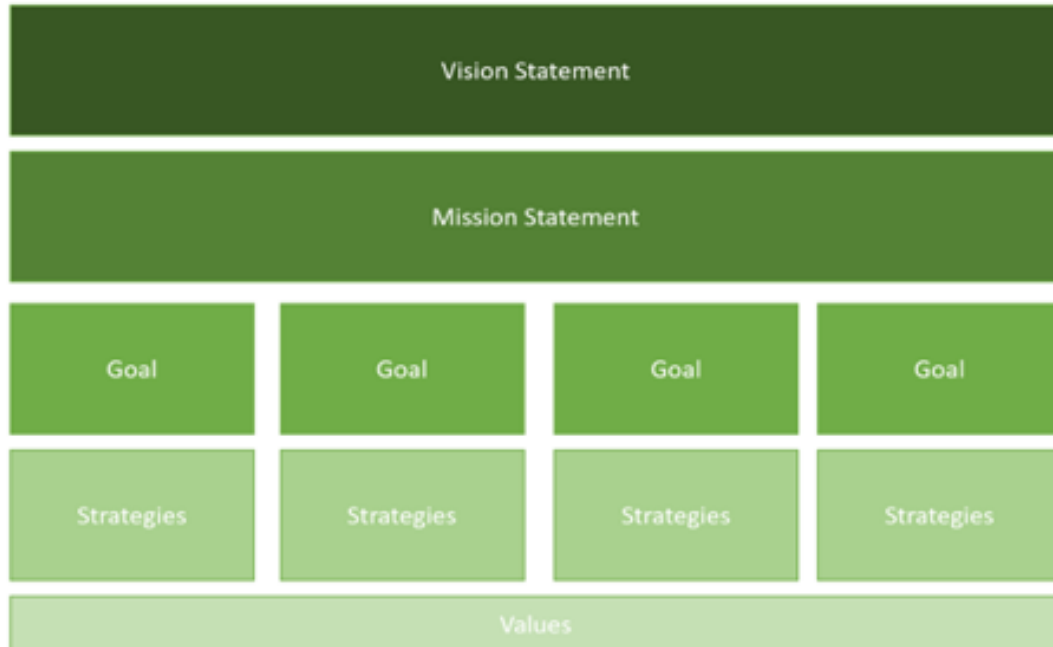 Vision Statement
Mission Statement
Goal
Goal
Goal
Goal
Strategies
Strategies
Strategies
Strategies
Values